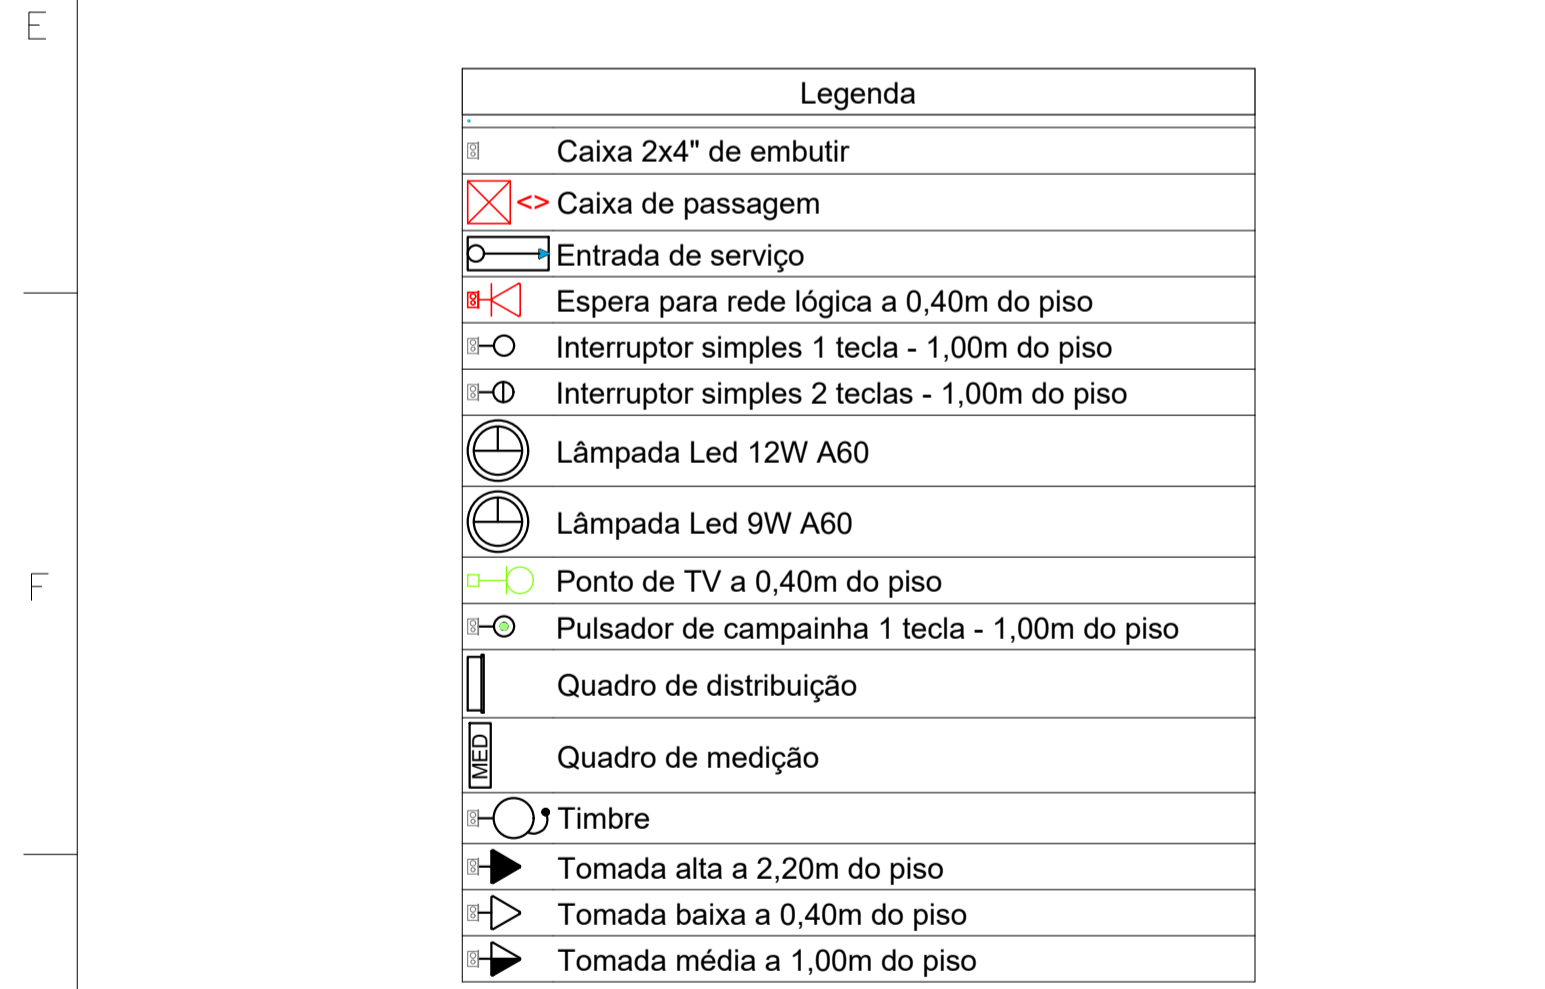 E
Legenda
Caixa 2x4" de embutir
<> Caixa de passagem
Entrada de serviço
Espera para rede lógica a 0,40m do piso
Interruptor simples 1 tecla - 1,00m do piso
Interruptor simples 2 teclas - 1,00m do piso
Lâmpada Led 12W A60
Lâmpada Led 9W A60
Ponto de TV a 0,40m do piso
F
Pulsador de campainha 1 tecla - 1,00m do piso
Quadro de distribuição
MED
Quadro de medição
Timbre
Tomada alta a 2,20m do piso
Tomada baixa a 0,40m do piso
Tomada média a 1,00m do piso